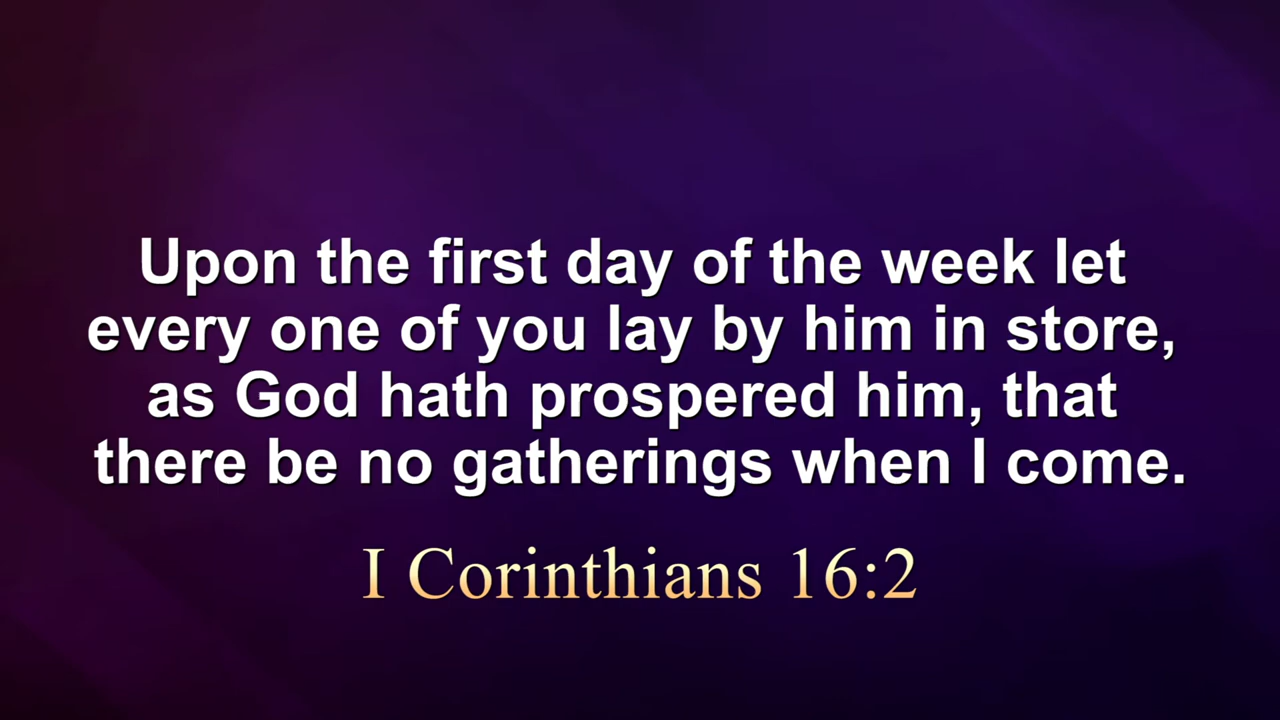 Upon the first day of the week let
every one of you lay by him in store,
as God hath prospered him, that
there be no gatherings when I come.
I Corinthians 16:2